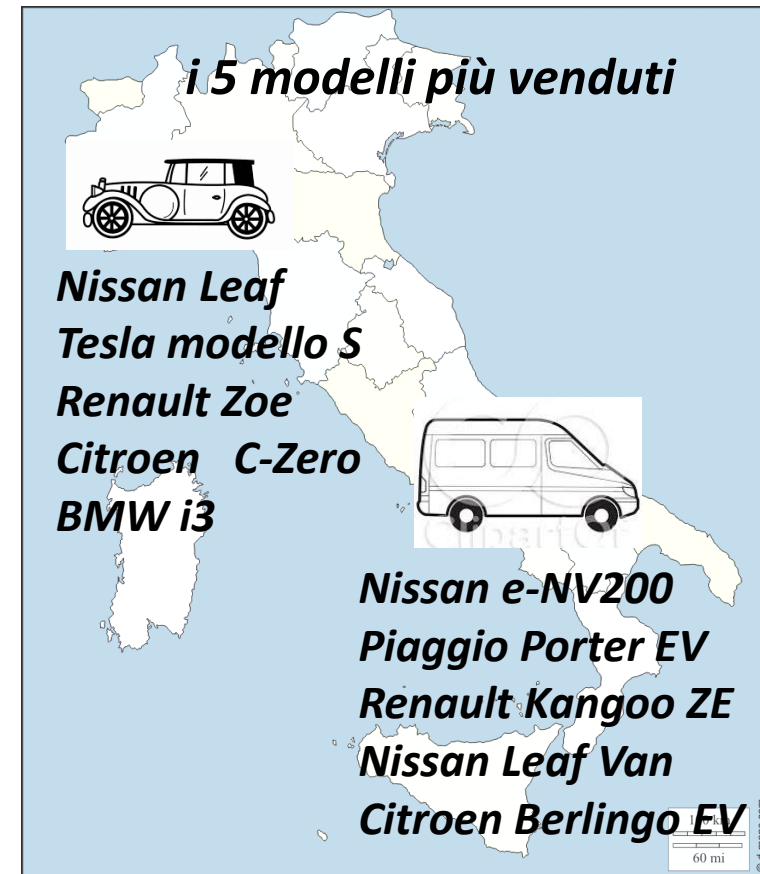 i 5 modelli più venduti
Nissan Leaf
Tesla modello S
Renault Zoe
Citroen C-Zero
BMW i3
Nissan e-NV200
Piaggio Porter EV
Renault Kangoo ZE
Nissan Leaf Van
Citroen Berlingo EV
60 mi